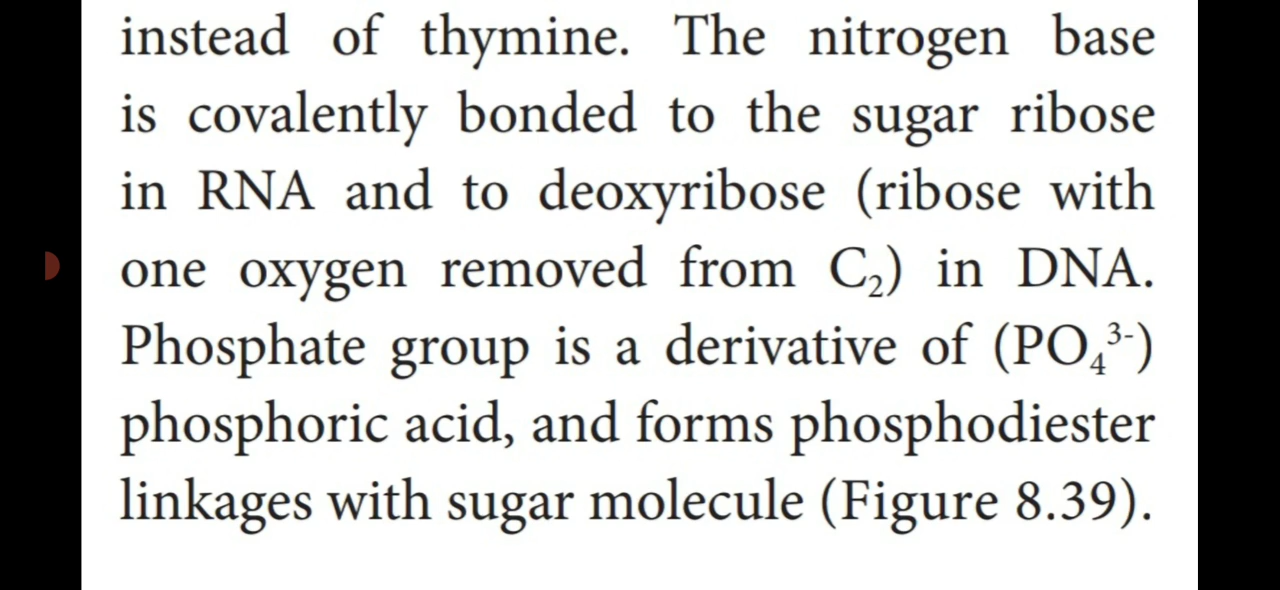 instead of thymine. The nitrogen base
is covalently bonded to the sugar ribose
in RNA and to deoxyribose (ribose with
one oxygen removed from C₂) in DNA.
Phosphate group is a derivative of (PO₄³⁻)
phosphoric acid, and forms phosphodiester
linkages with sugar molecule (Figure 8.39).